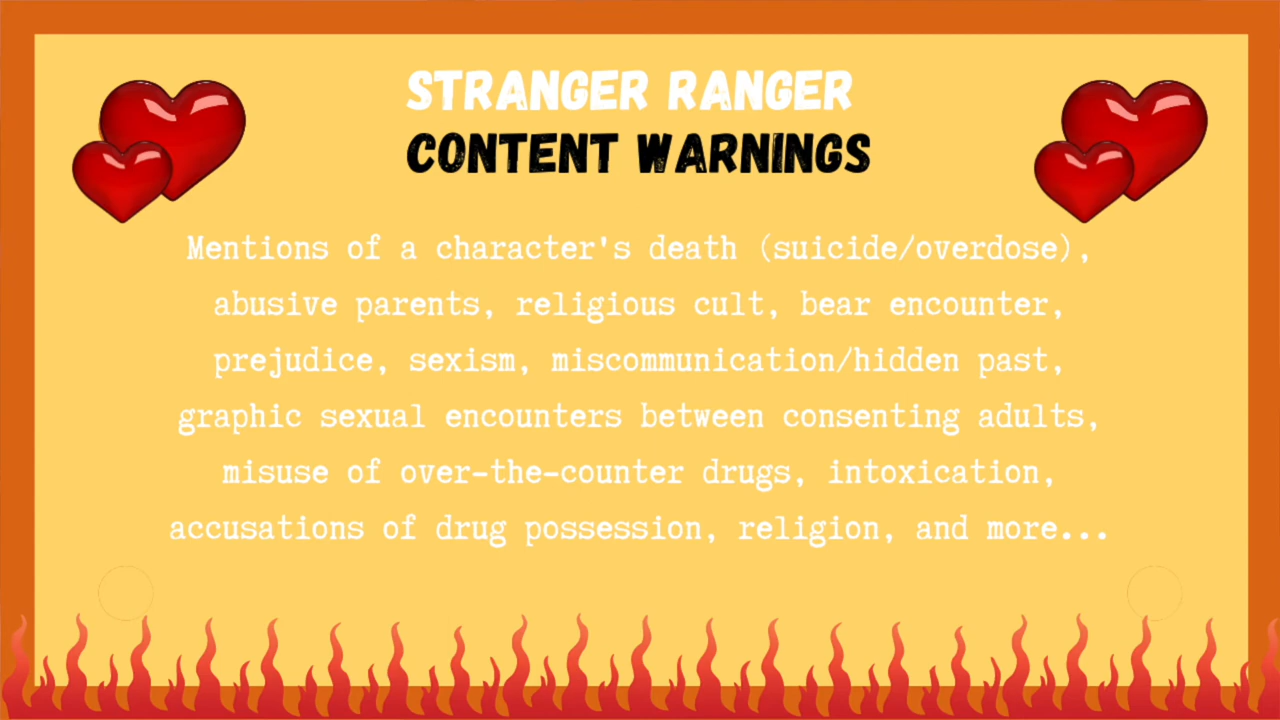 STRANGER RANGER
CONTENT WARNINGS
Mentions of a character's death (suicide/overdose),
abusive parents, religious cult, bear encounter,
prejudice, sexism, miscommunication/hidden past,
graphic sexual encounters between consenting adults,
misuse of over-the-counter drugs, intoxication,
accusations of drug possession, religion, and more...